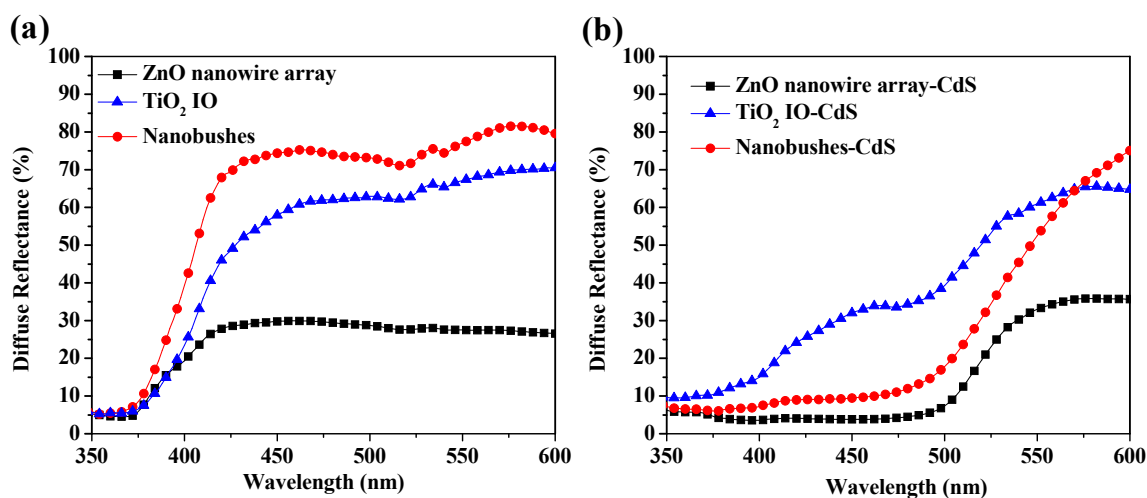 (a)
100
90
80
70
60
50
40
30
20
10
0
Diffuse Reflectance (%)
ZnO nanowire array
TiO₂ IO
Nanobushes
350 400 450 500 550 600
Wavelength (nm)
(b)
100
90
80
70
60
50
40
30
20
10
0
Diffuse Reflectance (%)
ZnO nanowire array-CdS
TiO₂ IO-CdS
Nanobushes-CdS
350 400 450 500 550 600
Wavelength (nm)